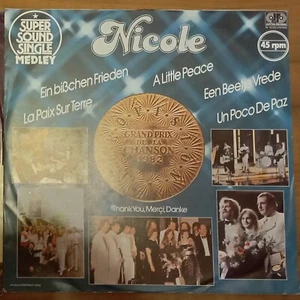 SUPER
SOUND
SINGLE
MEDLEY
Nicole
45 rpm
Ein bißchen Frieden
A Little Peace
La Paix Sur Terre
Een Beetje Vrede
Un Poco De Paz
GRAND PRIX
DE LA
CHANSON
1982
Thank You, Merci, Danke